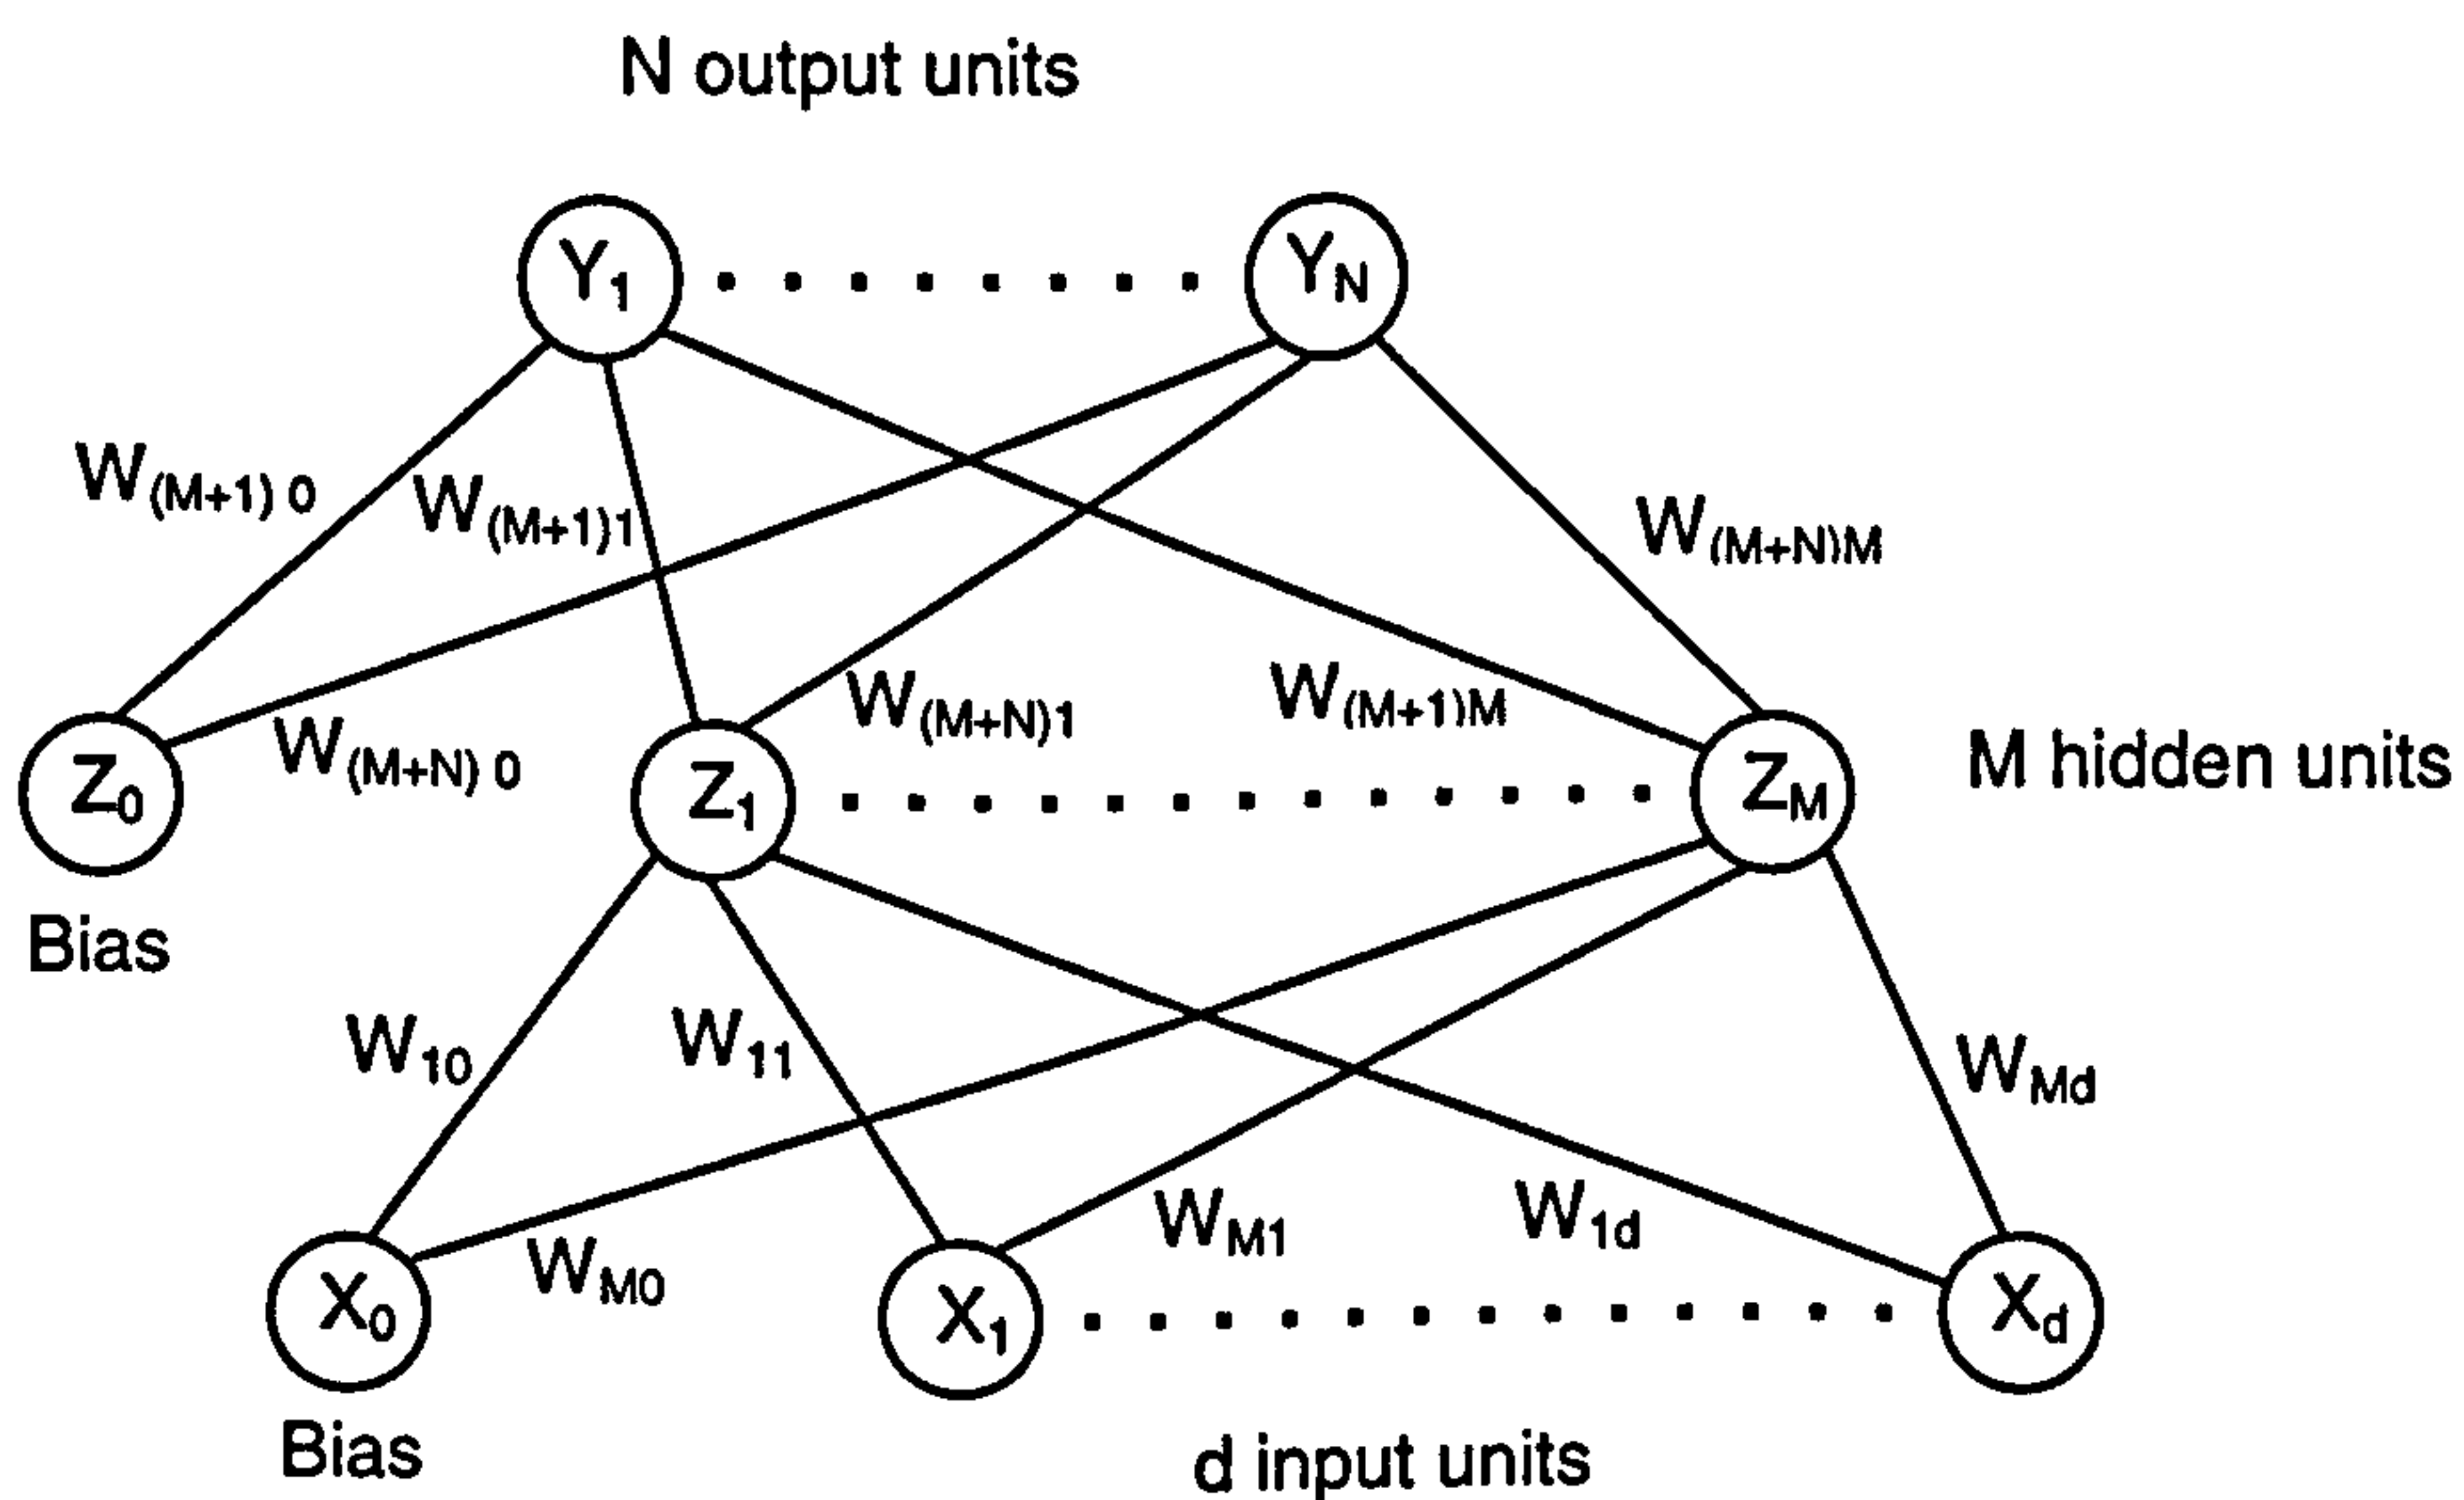 N output units
Y1 YN
W(M+1) 0 W(M+1)1 W(M+N)M
W(M+N) 0 W(M+N)1 W(M+1)M
Z0 Z1 ZM M hidden units
Bias
W10 W11 WMd
WM0 WM1 W1d
X0 X1 Xd
Bias d input units